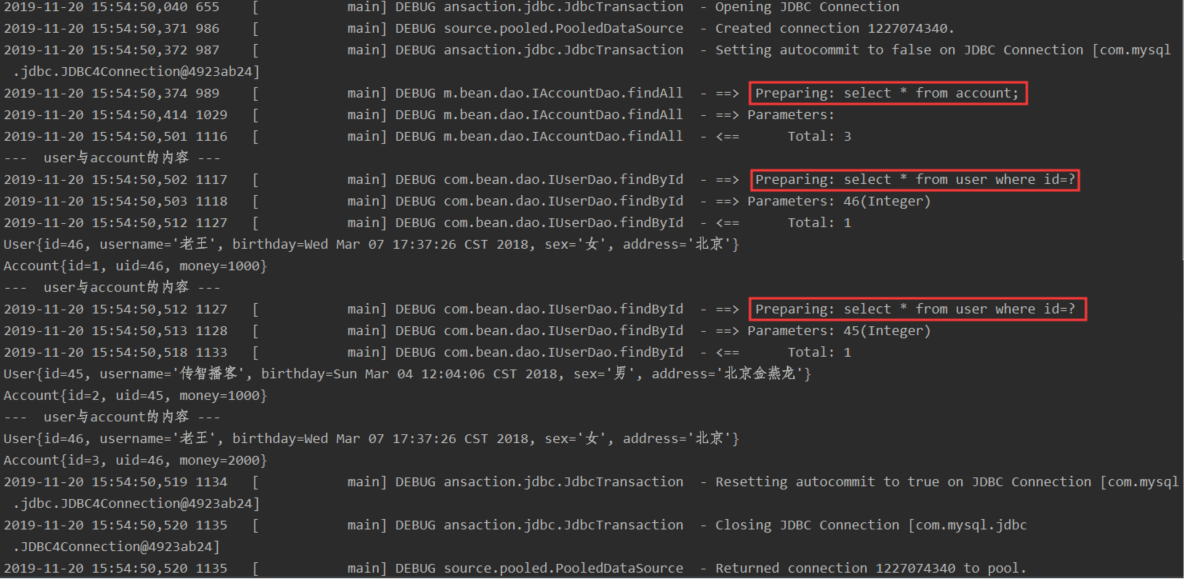 2019-11-20 15:54:50,040 655    [           main] DEBUG ansaction.jdbc.JdbcTransaction  - Opening JDBC Connection
2019-11-20 15:54:50,371 986    [           main] DEBUG source.pooled.PooledDataSource  - Created connection 1227074340.
2019-11-20 15:54:50,372 987    [           main] DEBUG ansaction.jdbc.JdbcTransaction  - Setting autocommit to false on JDBC Connection [com.mysql
.jdbc.JDBC4Connection@4923ab24]
2019-11-20 15:54:50,374 989    [           main] DEBUG m.bean.dao.IAccountDao.findAll  - ==>  Preparing: select * from account;
2019-11-20 15:54:50,414 1029   [           main] DEBUG m.bean.dao.IAccountDao.findAll  - ==> Parameters:
2019-11-20 15:54:50,501 1116   [           main] DEBUG m.bean.dao.IAccountDao.findAll  - <==      Total: 3
---  user与account的内容 ---
2019-11-20 15:54:50,502 1117   [           main] DEBUG com.bean.dao.IUserDao.findById  - ==>  Preparing: select * from user where id=?
2019-11-20 15:54:50,503 1118   [           main] DEBUG com.bean.dao.IUserDao.findById  - ==> Parameters: 46(Integer)
2019-11-20 15:54:50,512 1127   [           main] DEBUG com.bean.dao.IUserDao.findById  - <==      Total: 1
User{id=46, username='老王', birthday=Wed Mar 07 17:37:26 CST 2018, sex='女', address='北京'}
Account{id=1, uid=46, money=1000}
---  user与account的内容 ---
2019-11-20 15:54:50,512 1127   [           main] DEBUG com.bean.dao.IUserDao.findById  - ==>  Preparing: select * from user where id=?
2019-11-20 15:54:50,513 1128   [           main] DEBUG com.bean.dao.IUserDao.findById  - ==> Parameters: 45(Integer)
2019-11-20 15:54:50,518 1133   [           main] DEBUG com.bean.dao.IUserDao.findById  - <==      Total: 1
User{id=45, username='传智播客', birthday=Sun Mar 04 12:04:06 CST 2018, sex='男', address='北京金燕龙'}
Account{id=2, uid=45, money=1000}
---  user与account的内容 ---
User{id=46, username='老王', birthday=Wed Mar 07 17:37:26 CST 2018, sex='女', address='北京'}
Account{id=3, uid=46, money=2000}
2019-11-20 15:54:50,519 1134   [           main] DEBUG ansaction.jdbc.JdbcTransaction  - Resetting autocommit to true on JDBC Connection [com.mysql
.jdbc.JDBC4Connection@4923ab24]
2019-11-20 15:54:50,520 1135   [           main] DEBUG ansaction.jdbc.JdbcTransaction  - Closing JDBC Connection [com.mysql.jdbc
.JDBC4Connection@4923ab24]
2019-11-20 15:54:50,520 1135   [           main] DEBUG source.pooled.PooledDataSource  - Returned connection 1227074340 to pool.